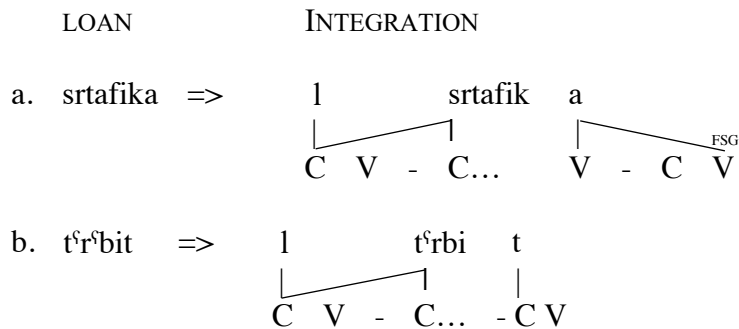 LOAN INTEGRATION
a. srtafika => l srtafik a
FSG
C V - C… V - C V
b. tˤrˤbit => l tˤrbi t
C V - C… - C V